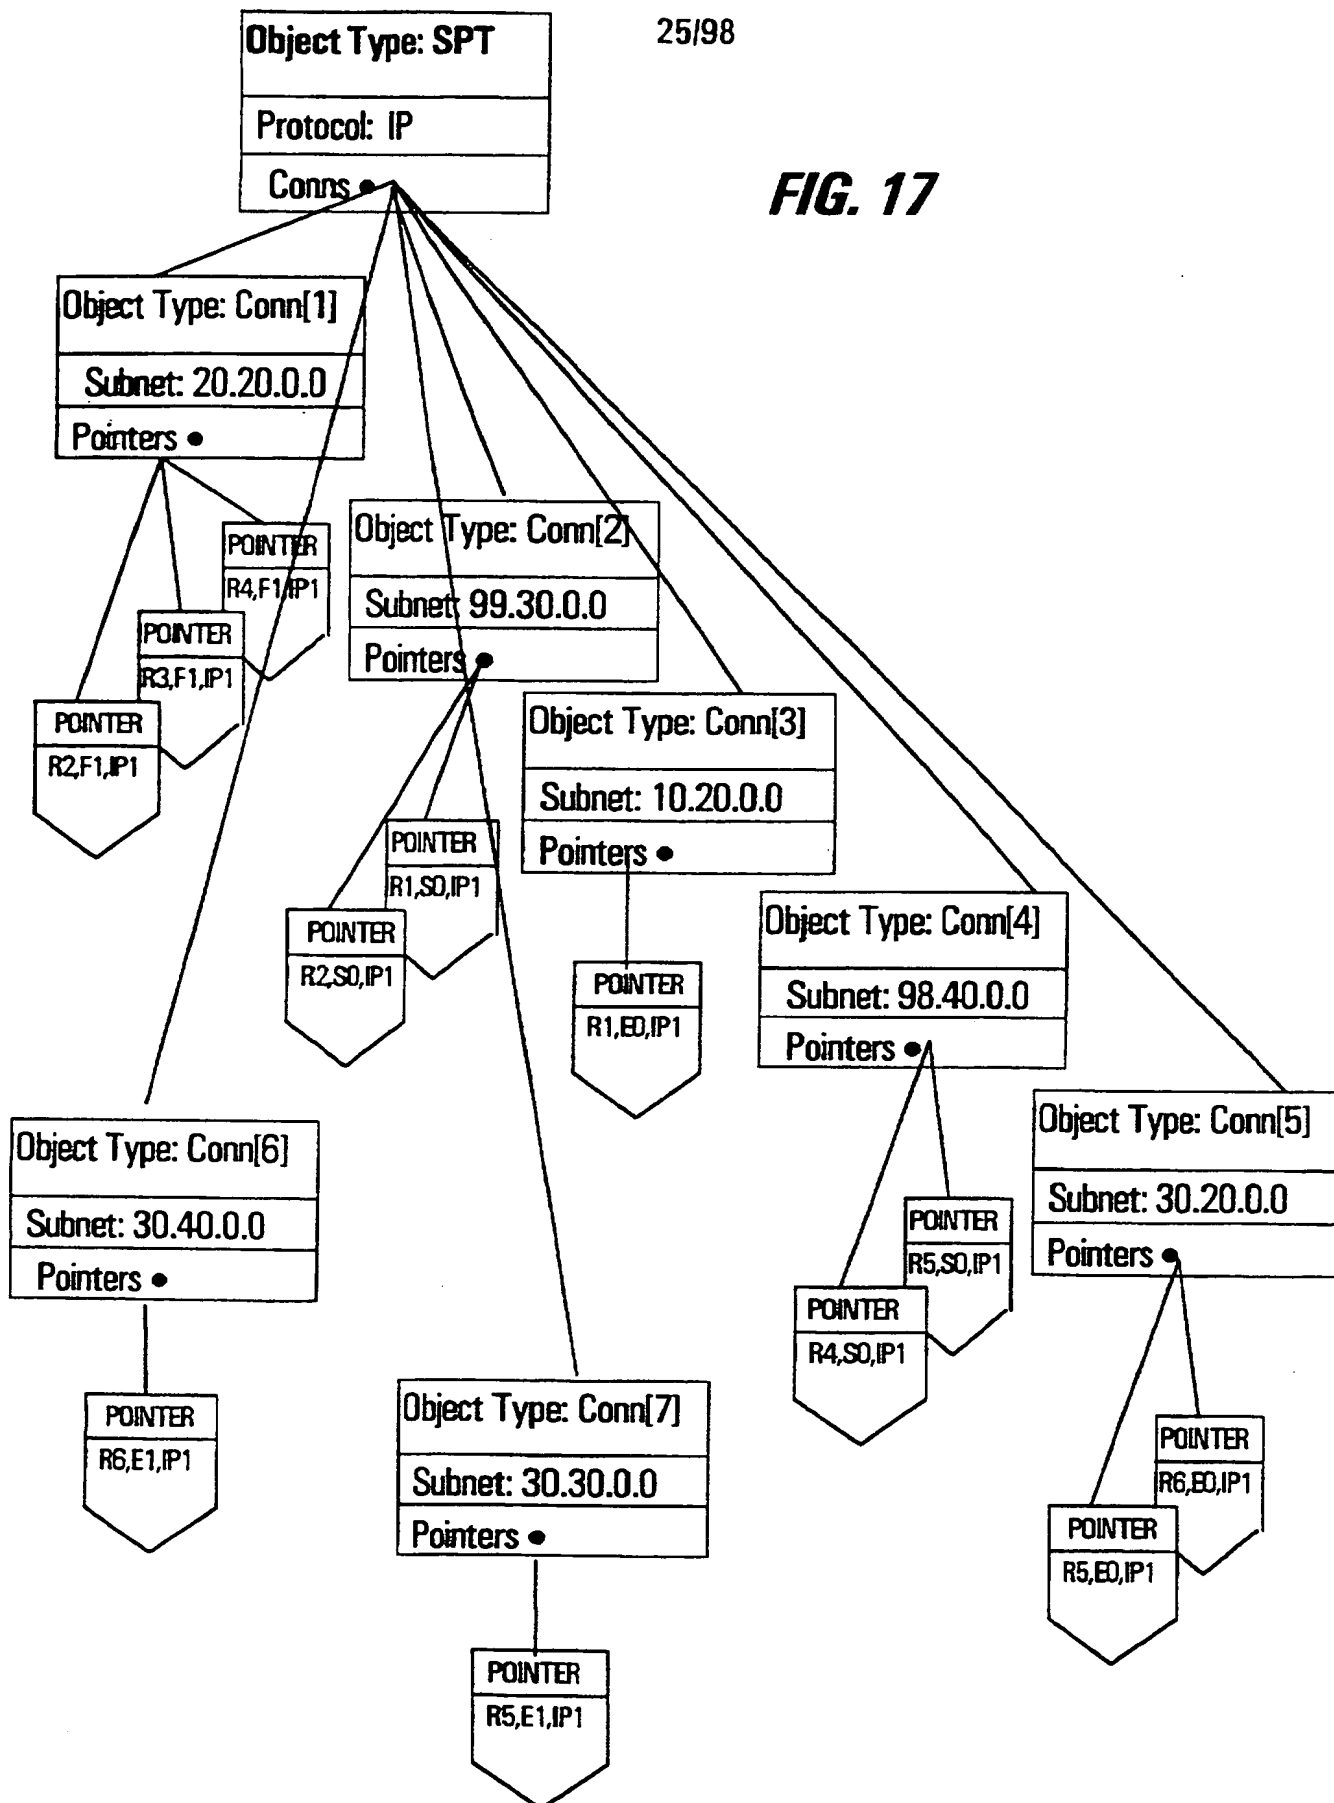 25/98
Object Type: SPT
Protocol: IP
Conns
FIG. 17
Object Type: Conn[1]
Subnet: 20.20.0.0
Pointers
POINTER
R4,F1,IP1
POINTER
R3,F1,IP1
POINTER
R2,F1,IP1
Object Type: Conn[2]
Subnet: 99.30.0.0
Pointers
POINTER
R1,S0,IP1
POINTER
R2,S0,IP1
Object Type: Conn[3]
Subnet: 10.20.0.0
Pointers
POINTER
R1,E0,IP1
Object Type: Conn[4]
Subnet: 98.40.0.0
Pointers
POINTER
R5,S0,IP1
POINTER
R4,S0,IP1
Object Type: Conn[5]
Subnet: 30.20.0.0
Pointers
POINTER
R6,E0,IP1
POINTER
R5,E0,IP1
Object Type: Conn[6]
Subnet: 30.40.0.0
Pointers
POINTER
R6,E1,IP1
Object Type: Conn[7]
Subnet: 30.30.0.0
Pointers
POINTER
R5,E1,IP1